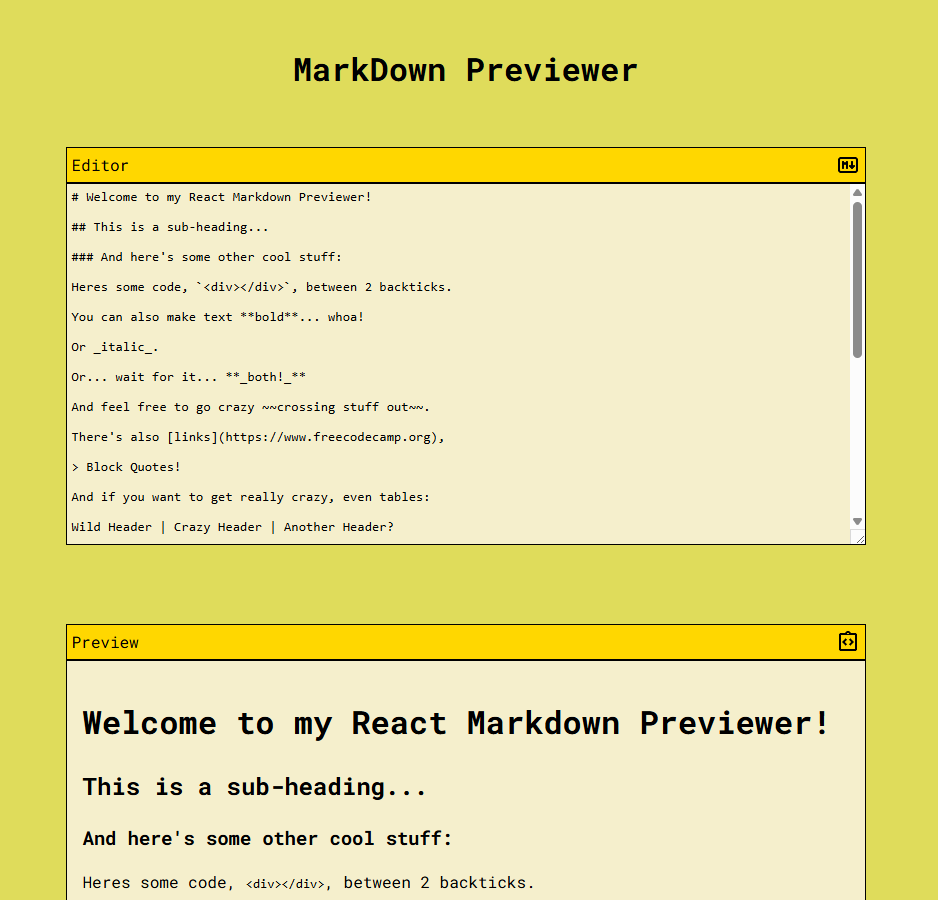 MarkDown Previewer
Editor
# Welcome to my React Markdown Previewer!
## This is a sub-heading...
### And here's some other cool stuff:
Heres some code, `<div></div>`, between 2 backticks.
You can also make text **bold**... whoa!
Or _italic_.
Or... wait for it... **_both!_**
And feel free to go crazy ~~crossing stuff out~~.
There's also [links](https://www.freecodecamp.org),
> Block Quotes!
And if you want to get really crazy, even tables:
Wild Header | Crazy Header | Another Header?
Preview
Welcome to my React Markdown Previewer!
This is a sub-heading...
And here's some other cool stuff:
Heres some code, <div></div>, between 2 backticks.